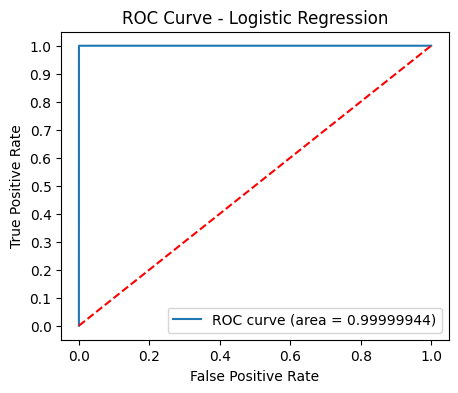 ROC Curve - Logistic Regression
1.0
0.9
0.8
0.7
0.6
0.5
0.4
0.3
0.2
0.1
0.0
True Positive Rate
ROC curve (area = 0.99999944)
0.0 0.2 0.4 0.6 0.8 1.0
False Positive Rate